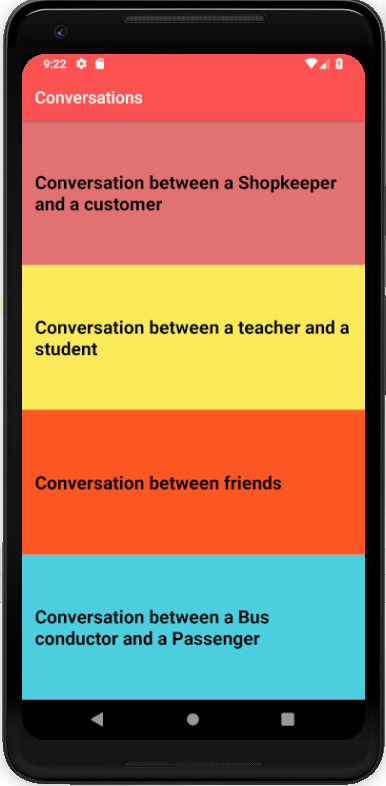 9:22
Conversations
Conversation between a Shopkeeper
and a customer
Conversation between a teacher and a
student
Conversation between friends
Conversation between a Bus
conductor and a Passenger